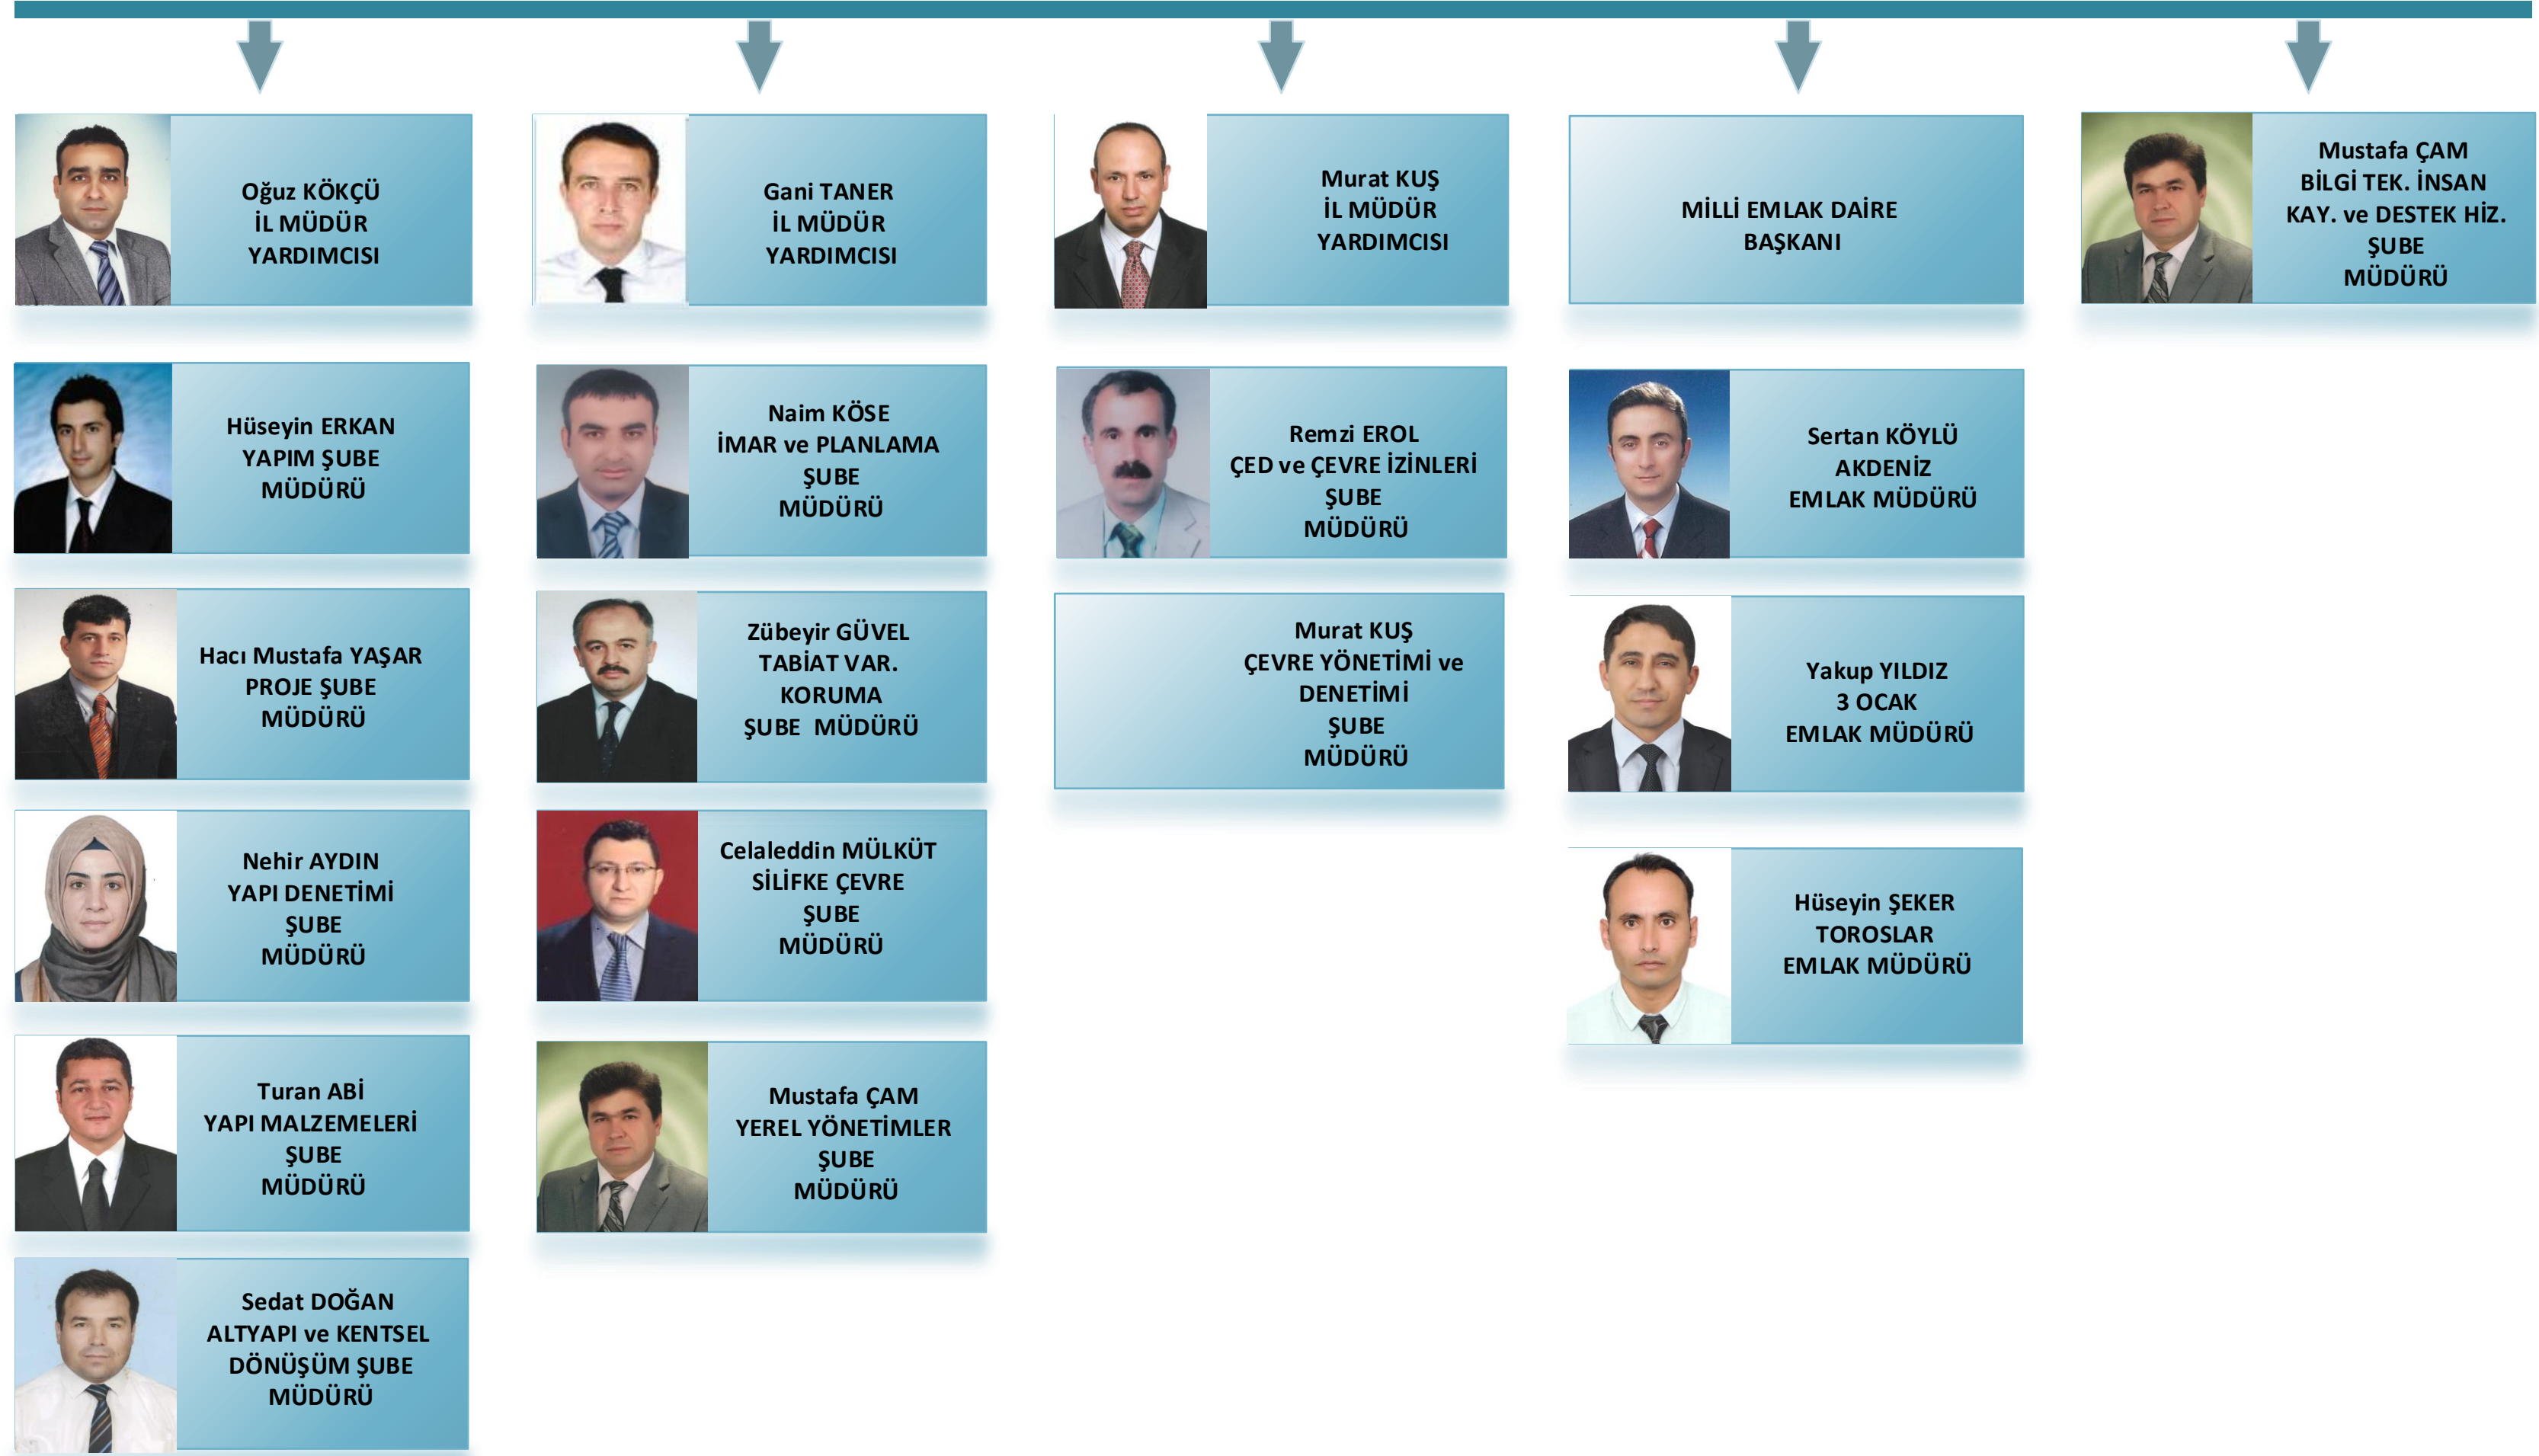 Oğuz KÖKÇÜ
İL MÜDÜR
YARDIMCISI
Hüseyin ERKAN
YAPIM ŞUBE
MÜDÜRÜ
Hacı Mustafa YAŞAR
PROJE ŞUBE
MÜDÜRÜ
Nehir AYDIN
YAPI DENETİMİ
ŞUBE
MÜDÜRÜ
Turan ABİ
YAPI MALZEMELERİ
ŞUBE
MÜDÜRÜ
Sedat DOĞAN
ALTYAPI ve KENTSEL
DÖNÜŞÜM ŞUBE
MÜDÜRÜ
Gani TANER
İL MÜDÜR
YARDIMCISI
Naim KÖSE
İMAR ve PLANLAMA
ŞUBE
MÜDÜRÜ
Zübeyir GÜVEL
TABİAT VAR.
KORUMA
ŞUBE MÜDÜRÜ
Celaleddin MÜLKÜT
SİLİFKE ÇEVRE
ŞUBE
MÜDÜRÜ
Mustafa ÇAM
YEREL YÖNETİMLER
ŞUBE
MÜDÜRÜ
Murat KUŞ
İL MÜDÜR
YARDIMCISI
Remzi EROL
ÇED ve ÇEVRE İZİNLERİ
ŞUBE
MÜDÜRÜ
Murat KUŞ
ÇEVRE YÖNETİMİ ve
DENETİMİ
ŞUBE
MÜDÜRÜ
MİLLİ EMLAK DAİRE
BAŞKANI
Sertan KÖYLÜ
AKDENİZ
EMLAK MÜDÜRÜ
Yakup YILDIZ
3 OCAK
EMLAK MÜDÜRÜ
Hüseyin ŞEKER
TOROSLAR
EMLAK MÜDÜRÜ
Mustafa ÇAM
BİLGİ TEK. İNSAN
KAY. ve DESTEK HİZ.
ŞUBE
MÜDÜRÜ